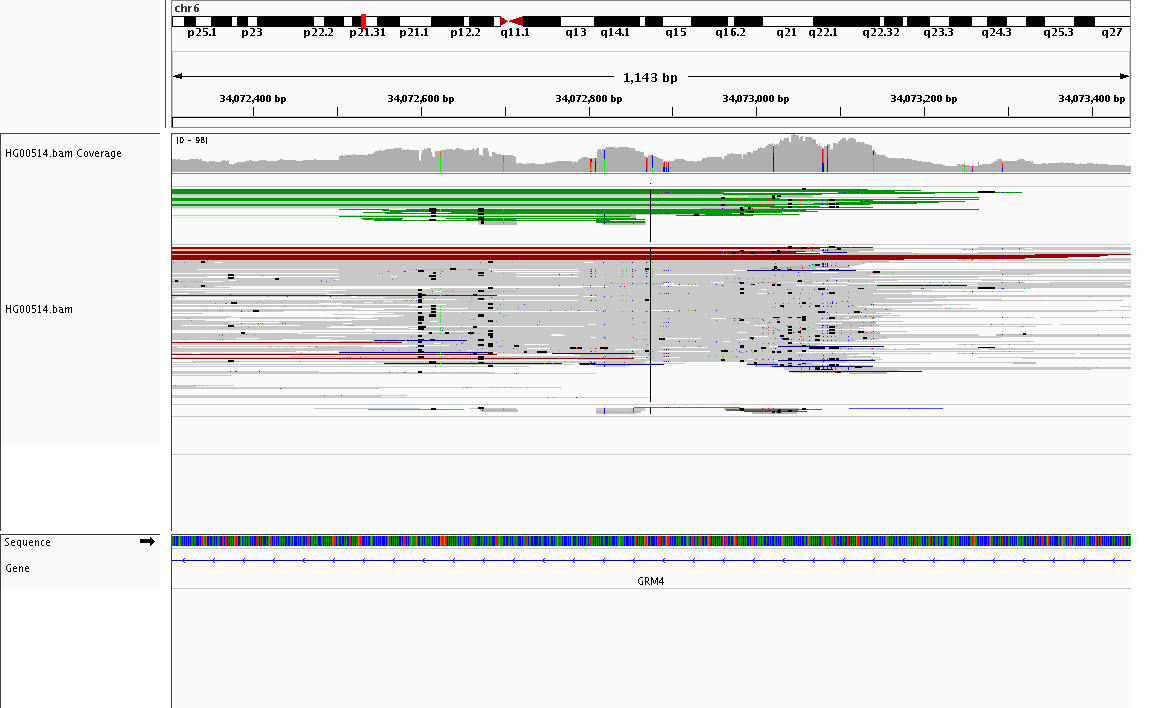 chr6
p25.1 p23 p22.2 p21.31 p21.1 p12.2 q11.1 q13 q14.1 q15 q16.2 q21 q22.1 q22.32 q23.3 q24.3 q25.3 q27
1,143 bp
34,072,400 bp 34,072,600 bp 34,072,800 bp 34,073,000 bp 34,073,200 bp 34,073,400 bp
HG00514.bam Coverage
[0 - 98]
HG00514.bam
Sequence
Gene
GRM4